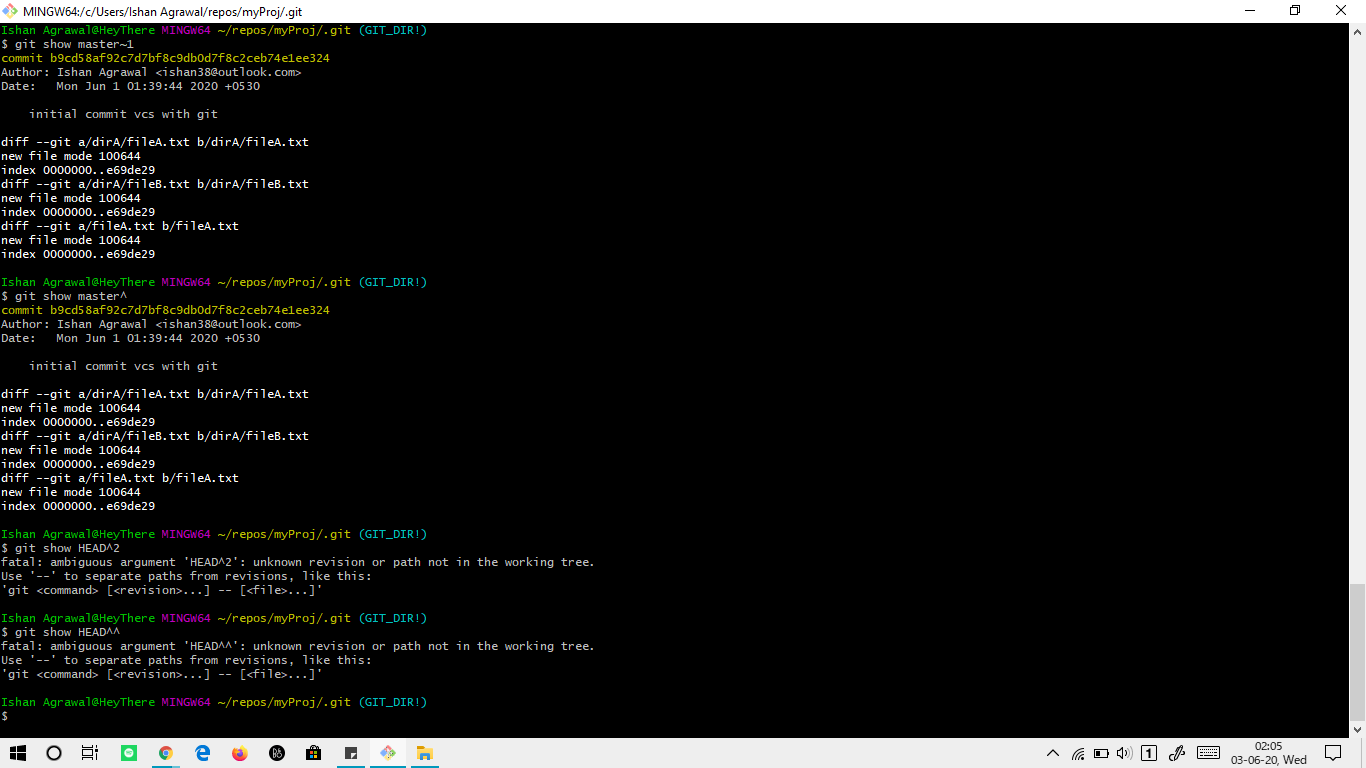 MINGW64:/c/Users/Ishan Agrawal/repos/myProj/.git
Ishan Agrawal@HeyThere MINGW64 ~/repos/myProj/.git (GIT_DIR!)
$ git show master~1
commit b9cd58af92c7d7bf8c9db0d7f8c2ceb74e1ee324
Author: Ishan Agrawal <ishan38@outlook.com>
Date:   Mon Jun 1 01:39:44 2020 +0530

    initial commit vcs with git

diff --git a/dirA/fileA.txt b/dirA/fileA.txt
new file mode 100644
index 0000000..e69de29
diff --git a/dirA/fileB.txt b/dirA/fileB.txt
new file mode 100644
index 0000000..e69de29
diff --git a/fileA.txt b/fileA.txt
new file mode 100644
index 0000000..e69de29

Ishan Agrawal@HeyThere MINGW64 ~/repos/myProj/.git (GIT_DIR!)
$ git show master^
commit b9cd58af92c7d7bf8c9db0d7f8c2ceb74e1ee324
Author: Ishan Agrawal <ishan38@outlook.com>
Date:   Mon Jun 1 01:39:44 2020 +0530

    initial commit vcs with git

diff --git a/dirA/fileA.txt b/dirA/fileA.txt
new file mode 100644
index 0000000..e69de29
diff --git a/dirA/fileB.txt b/dirA/fileB.txt
new file mode 100644
index 0000000..e69de29
diff --git a/fileA.txt b/fileA.txt
new file mode 100644
index 0000000..e69de29

Ishan Agrawal@HeyThere MINGW64 ~/repos/myProj/.git (GIT_DIR!)
$ git show HEAD^2
fatal: ambiguous argument 'HEAD^2': unknown revision or path not in the working tree.
Use '--' to separate paths from revisions, like this:
'git <command> [<revision>...] -- [<file>...]'

Ishan Agrawal@HeyThere MINGW64 ~/repos/myProj/.git (GIT_DIR!)
$ git show HEAD^^
fatal: ambiguous argument 'HEAD^^': unknown revision or path not in the working tree.
Use '--' to separate paths from revisions, like this:
'git <command> [<revision>...] -- [<file>...]'

Ishan Agrawal@HeyThere MINGW64 ~/repos/myProj/.git (GIT_DIR!)
$
1
02:05
03-06-20, Wed